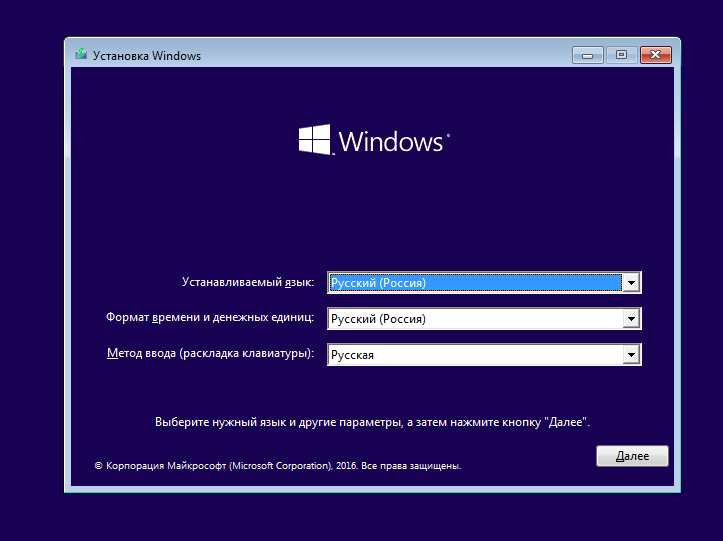 Установка Windows
Windows
Устанавливаемый язык: Русский (Россия)
Формат времени и денежных единиц: Русский (Россия)
Метод ввода (раскладка клавиатуры): Русская
Выберите нужный язык и другие параметры, а затем нажмите кнопку "Далее".
Далее
© Корпорация Майкрософт (Microsoft Corporation), 2016. Все права защищены.